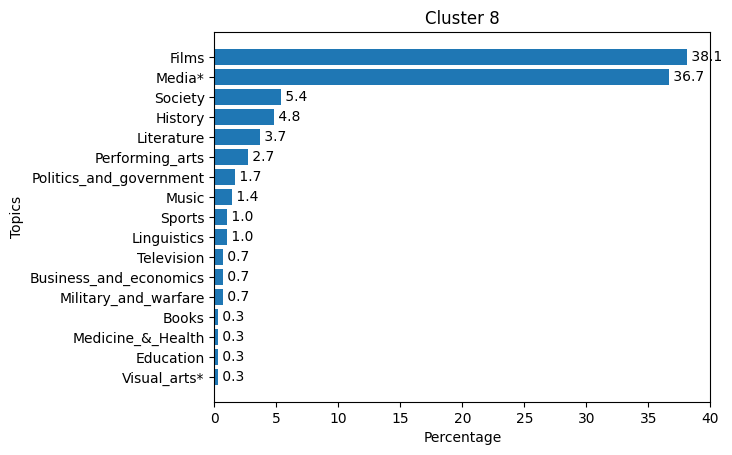 Cluster 8
Films 38.1
Media* 36.7
Society 5.4
History 4.8
Literature 3.7
Performing_arts 2.7
Politics_and_government 1.7
Music 1.4
Sports 1.0
Linguistics 1.0
Television 0.7
Business_and_economics 0.7
Military_and_warfare 0.7
Books 0.3
Medicine_&_Health 0.3
Education 0.3
Visual_arts* 0.3
Topics
0 5 10 15 20 25 30 35 40
Percentage